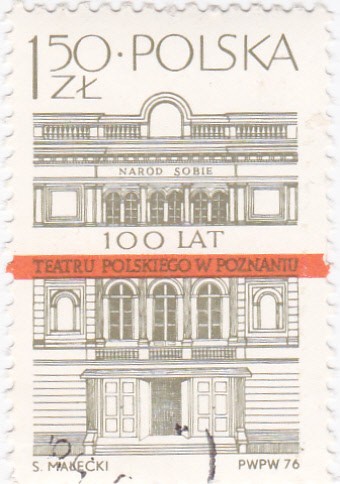 1.50 · POLSKA
ZŁ
NARÓD SOBIE
100 LAT
TEATRU POLSKIEGO W POZNANIU
S. MAŁECKI PWPW 76